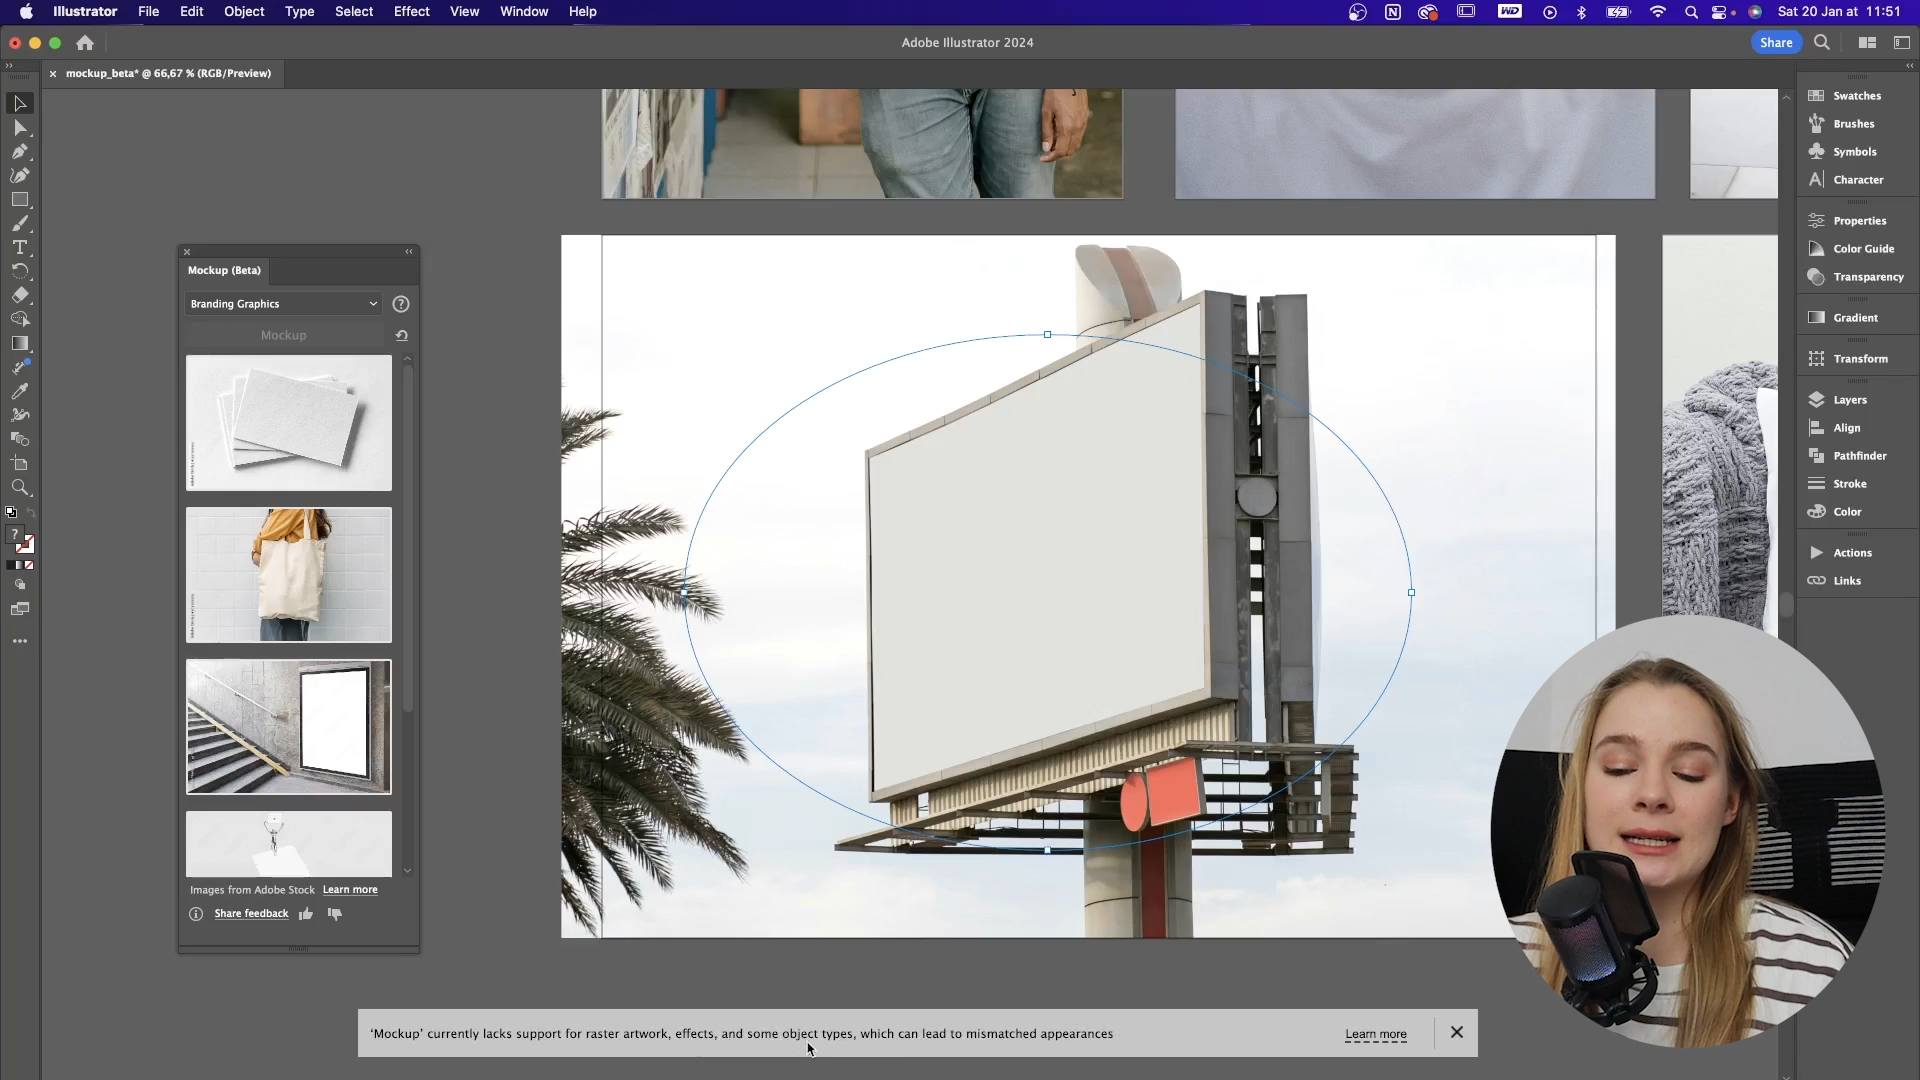 Illustrator File Edit Object Type Select Effect View Window Help
Sat 20 Jan at 11:51
Adobe Illustrator 2024
Share
mockup_beta* @ 66,67 % (RGB/Preview)
Swatches
Brushes
Symbols
Character
Properties
Color Guide
Transparency
Gradient
Transform
Layers
Align
Pathfinder
Stroke
Color
Actions
Links
Mockup (Beta)
Branding Graphics
Mockup
Images from Adobe Stock Learn more
Share feedback
‘Mockup’ currently lacks support for raster artwork, effects, and some object types, which can lead to mismatched appearances
Learn more